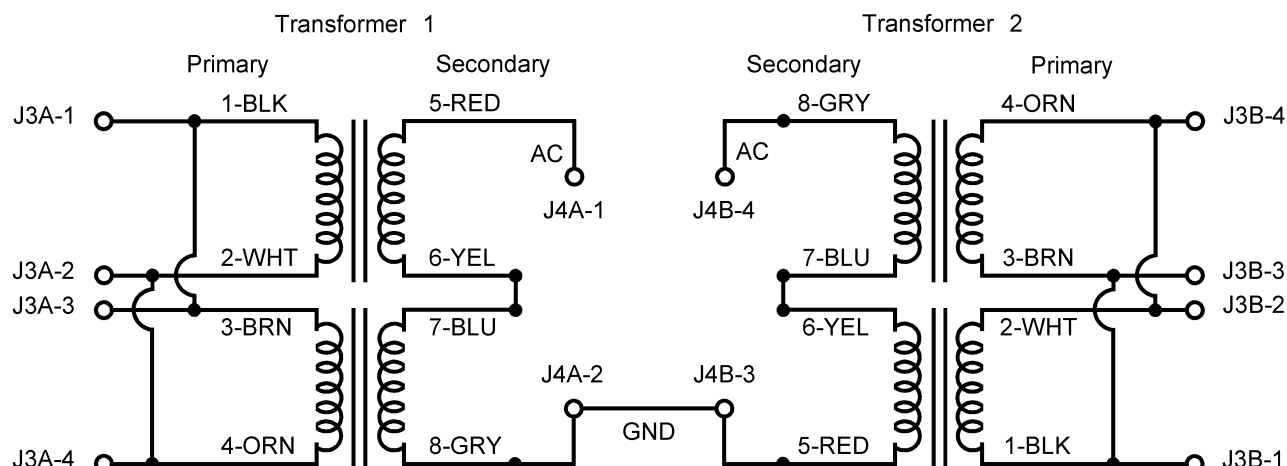 Transformer 1
Transformer 2
Primary
Secondary
Secondary
Primary
J3A-1
1-BLK
5-RED
8-GRY
4-ORN
J3B-4
AC
AC
J4A-1
J4B-4
J3A-2
2-WHT
6-YEL
7-BLU
3-BRN
J3B-3
J3A-3
3-BRN
7-BLU
6-YEL
2-WHT
J3B-2
J4A-2
J4B-3
GND
J3A-4
4-ORN
8-GRY
5-RED
1-BLK
J3B-1